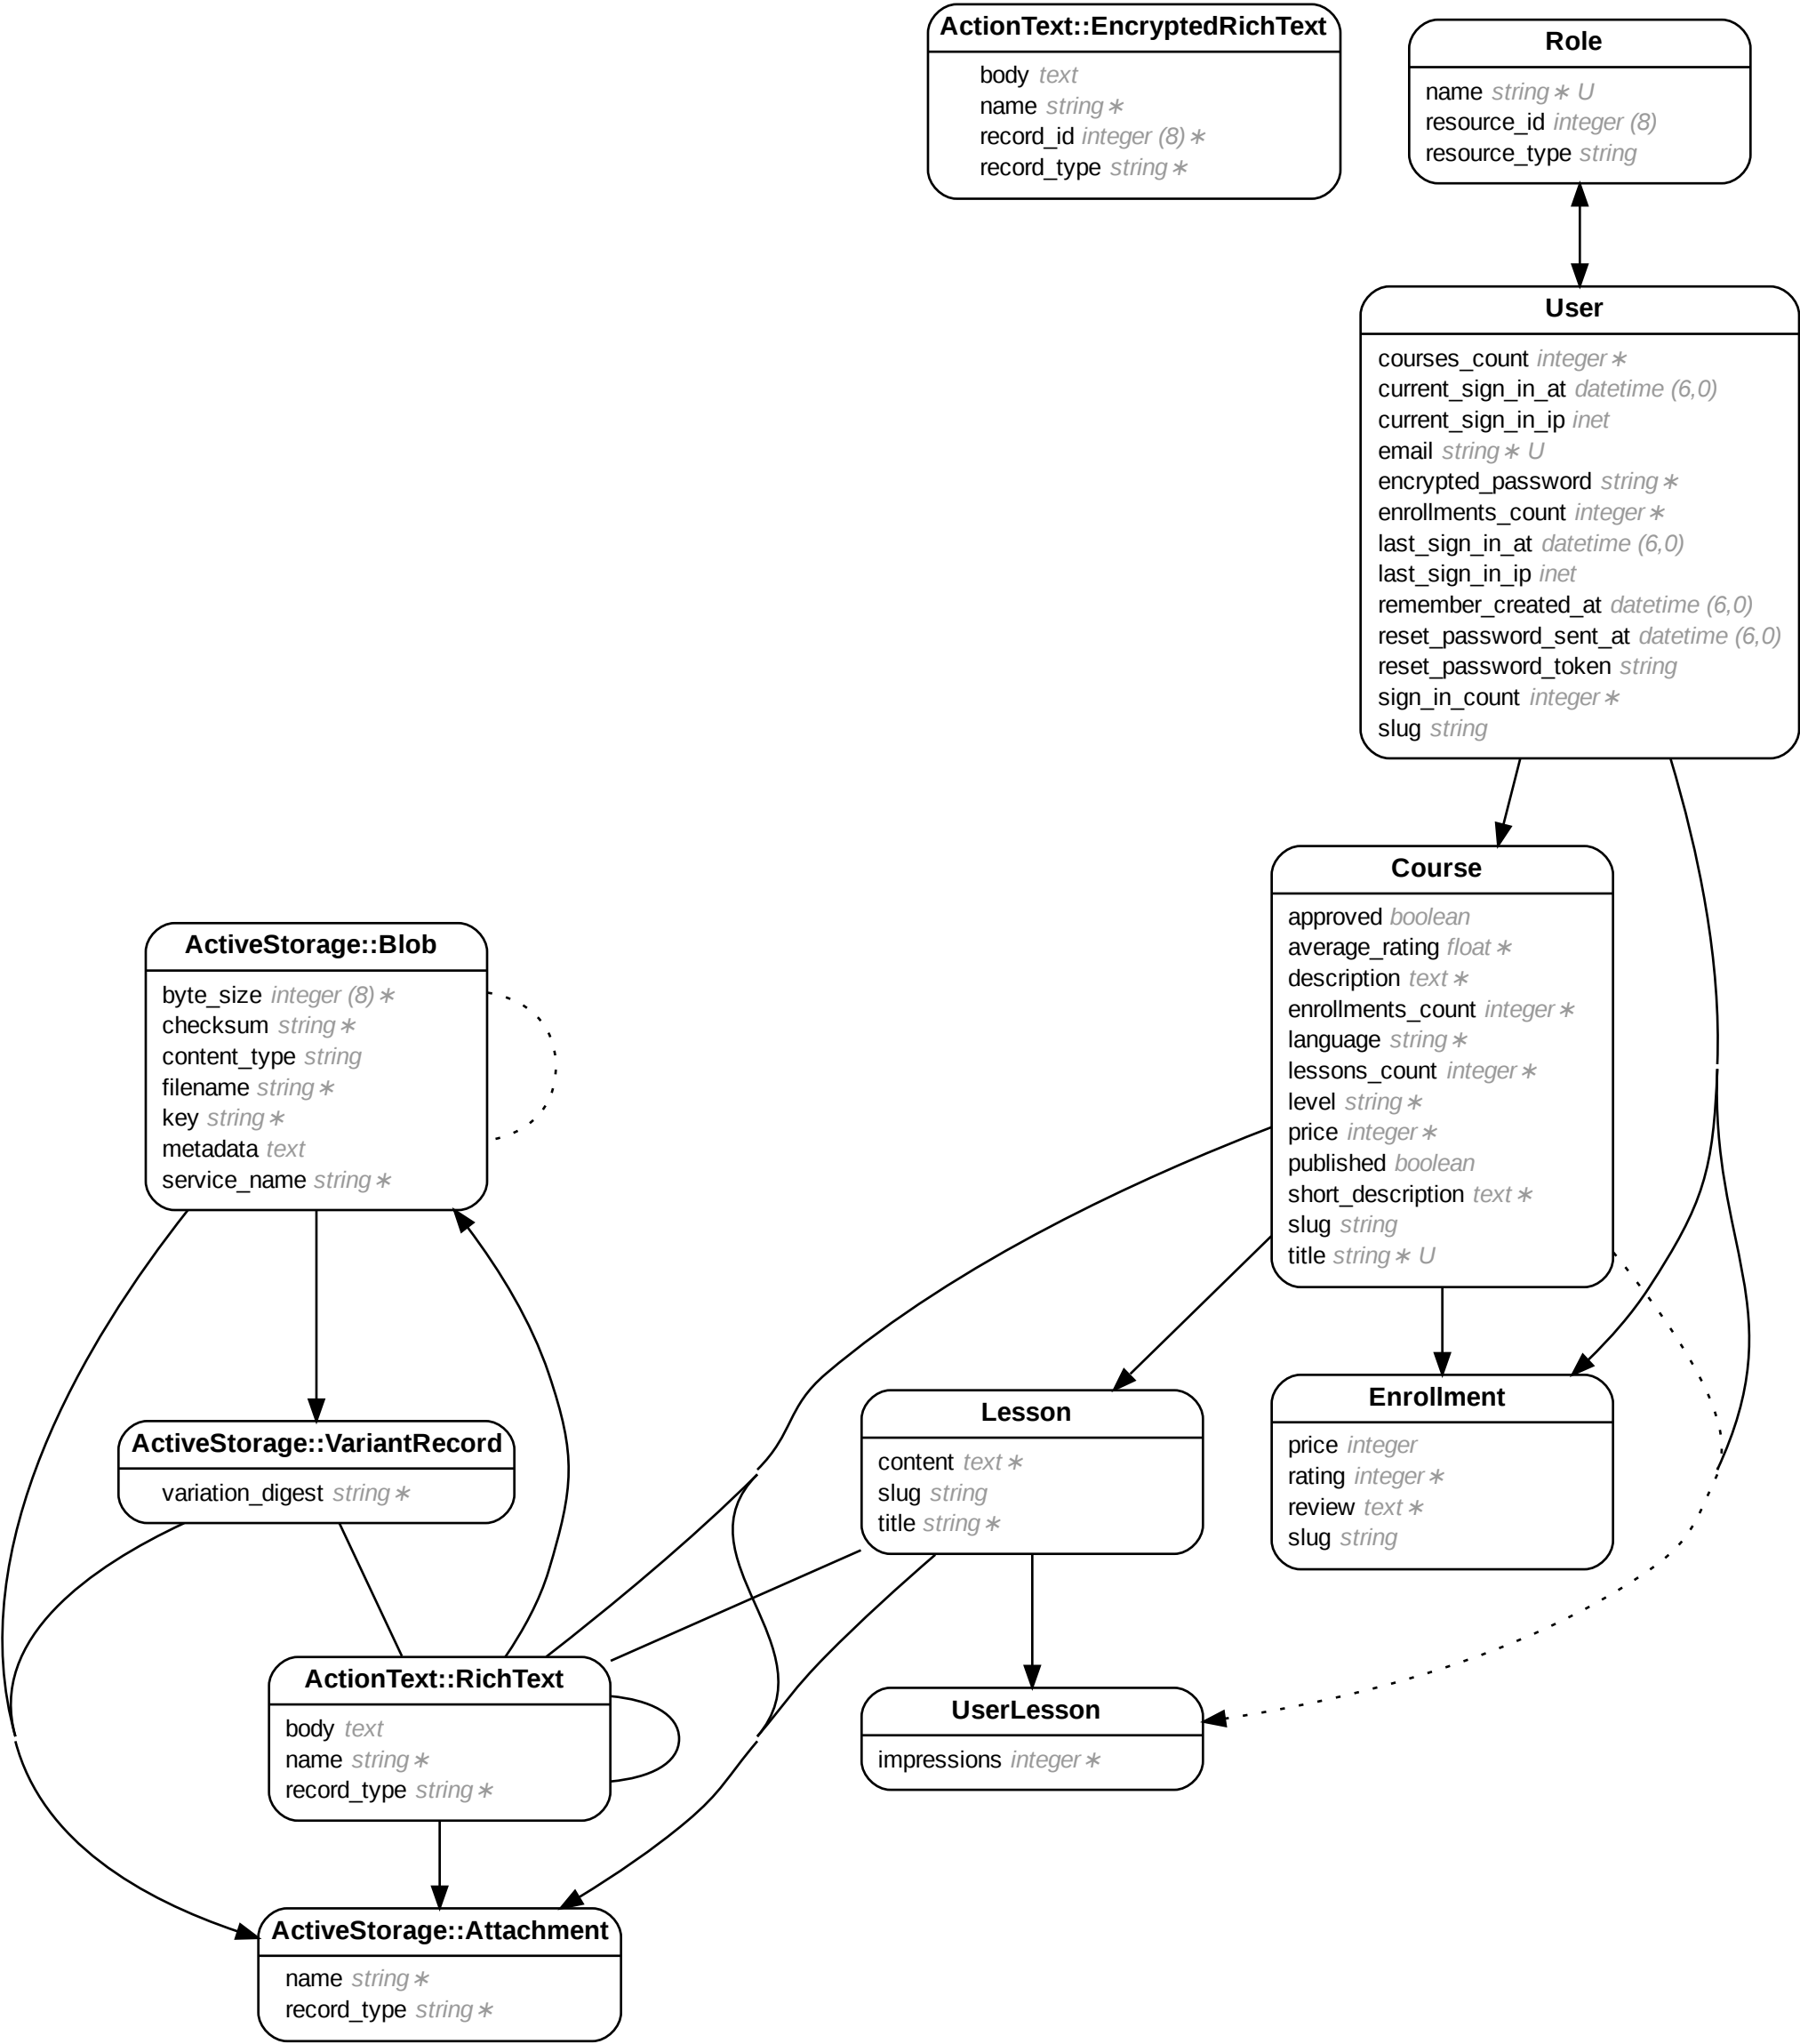 ActionText::EncryptedRichText
body text
name string ∗
record_id integer (8) ∗
record_type string ∗
Role
name string ∗ U
resource_id integer (8)
resource_type string
User
courses_count integer ∗
current_sign_in_at datetime (6,0)
current_sign_in_ip inet
email string ∗ U
encrypted_password string ∗
enrollments_count integer ∗
last_sign_in_at datetime (6,0)
last_sign_in_ip inet
remember_created_at datetime (6,0)
reset_password_sent_at datetime (6,0)
reset_password_token string
sign_in_count integer ∗
slug string
Course
approved boolean
average_rating float ∗
description text ∗
enrollments_count integer ∗
language string ∗
lessons_count integer ∗
level string ∗
price integer ∗
published boolean
short_description text ∗
slug string
title string ∗ U
ActiveStorage::Blob
byte_size integer (8) ∗
checksum string ∗
content_type string
filename string ∗
key string ∗
metadata text
service_name string ∗
Lesson
content text ∗
slug string
title string ∗
Enrollment
price integer
rating integer ∗
review text ∗
slug string
ActiveStorage::VariantRecord
variation_digest string ∗
ActionText::RichText
body text
name string ∗
record_type string ∗
UserLesson
impressions integer ∗
ActiveStorage::Attachment
name string ∗
record_type string ∗